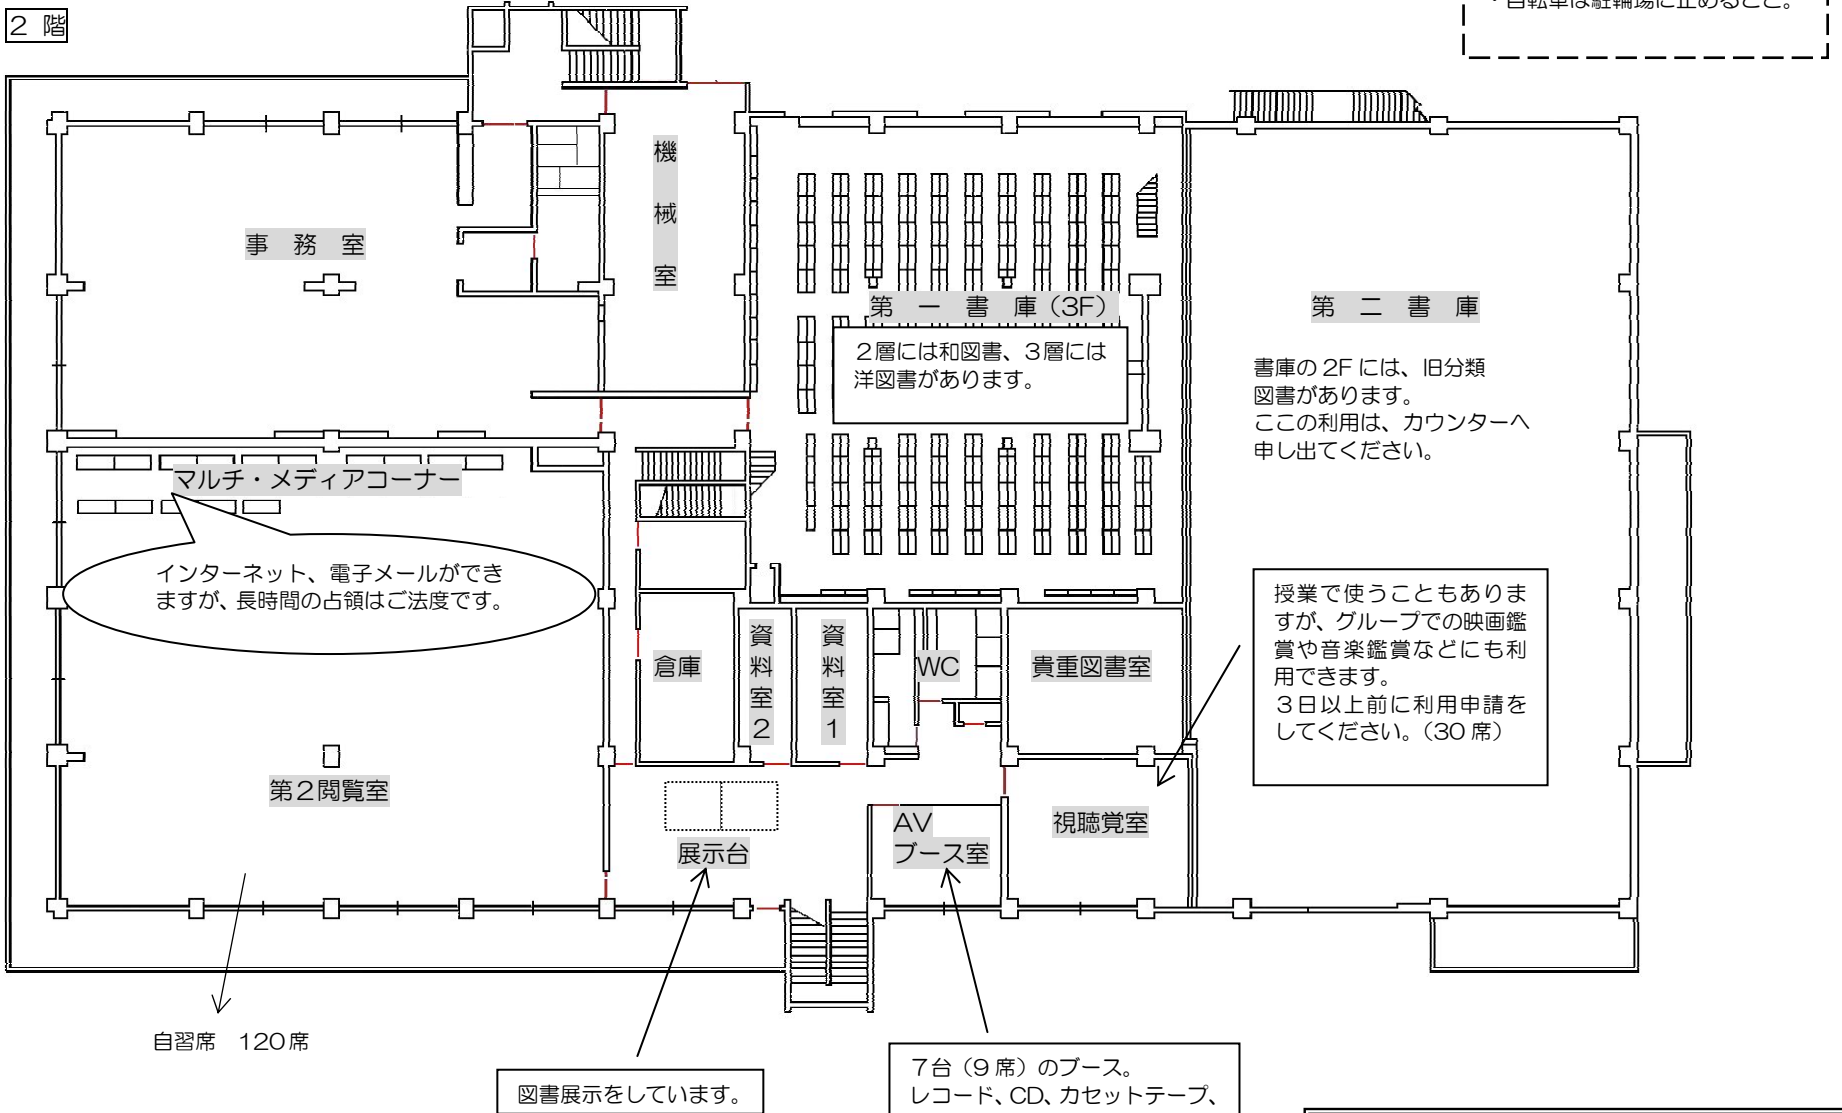 2 階
自転車は駐輪場に止めること。
機械室
事 務 室
第 一 書 庫（3F）
2層には和図書、3層には
洋図書があります。
第 二 書 庫
書庫の 2F には、旧分類
図書があります。
ここの利用は、カウンターへ
申し出てください。
マルチ・メディアコーナー
インターネット、電子メールができ
ますが、長時間の占領はご法度です。
授業で使うこともありま
すが、グループでの映画鑑
賞や音楽鑑賞などにも利
用できます。
3日以上前に利用申請を
してください。（30 席）
倉庫
資料室2
資料室1
WC
貴重図書室
第2閲覧室
展示台
AV
ブース室
視聴覚室
自習席　120席
図書展示をしています。
7台（9 席）のブース。
レコード、CD、カセットテープ、